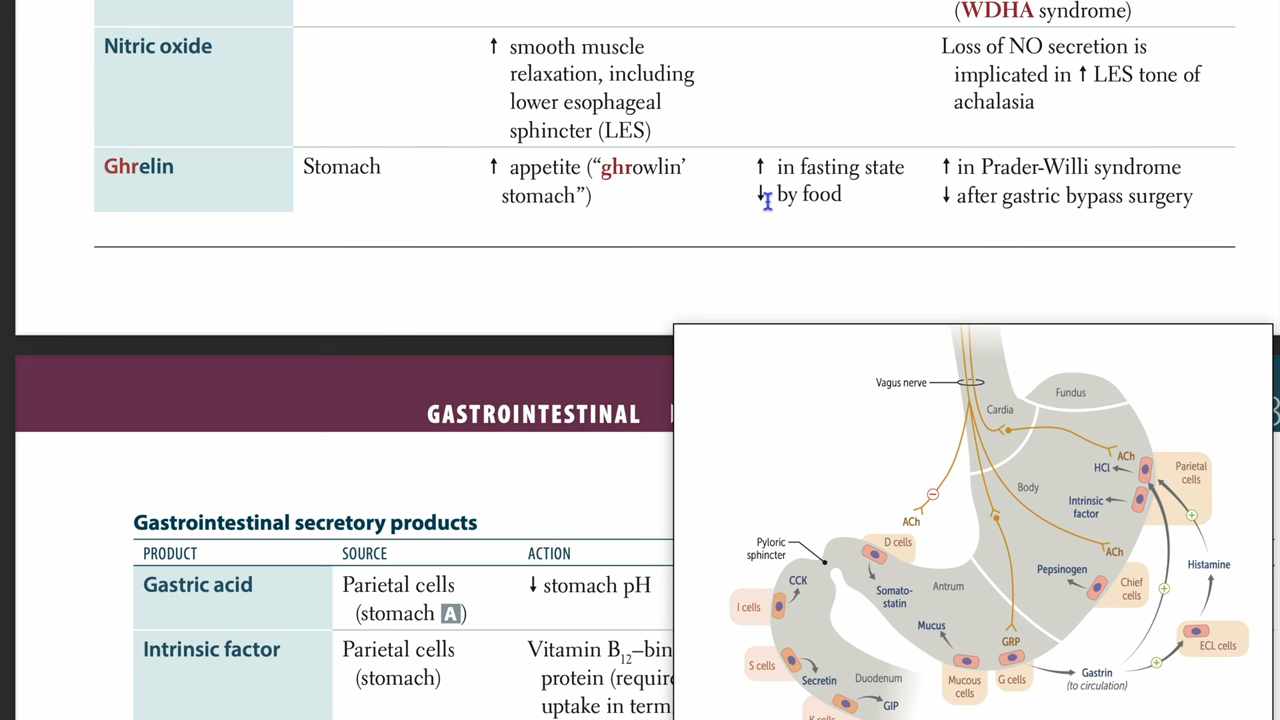 (WDHA syndrome)
Nitric oxide
↑ smooth muscle
relaxation, including
lower esophageal
sphincter (LES)
Loss of NO secretion is
implicated in ↑ LES tone of
achalasia
Ghrelin
Stomach
↑ appetite (“ghrowlin’
stomach”)
↑ in fasting state
↓ by food
↑ in Prader-Willi syndrome
↓ after gastric bypass surgery
GASTROINTESTINAL
Gastrointestinal secretory products
PRODUCT
SOURCE
ACTION
Gastric acid
Parietal cells
(stomach A)
↓ stomach pH
Intrinsic factor
Parietal cells
(stomach)
Vitamin B12–bin
protein (require
uptake in term
Vagus nerve
Cardia
Fundus
ACh
HCl
Parietal
cells
Body
Intrinsic
factor
ACh
Pyloric
sphincter
D cells
ACh
Histamine
CCK
Somato-
statin
Antrum
Pepsinogen
Chief
cells
I cells
Mucus
GRP
ECL cells
S cells
Secretin
Duodenum
Mucous
cells
G cells
Gastrin
(to circulation)
GIP
K cells